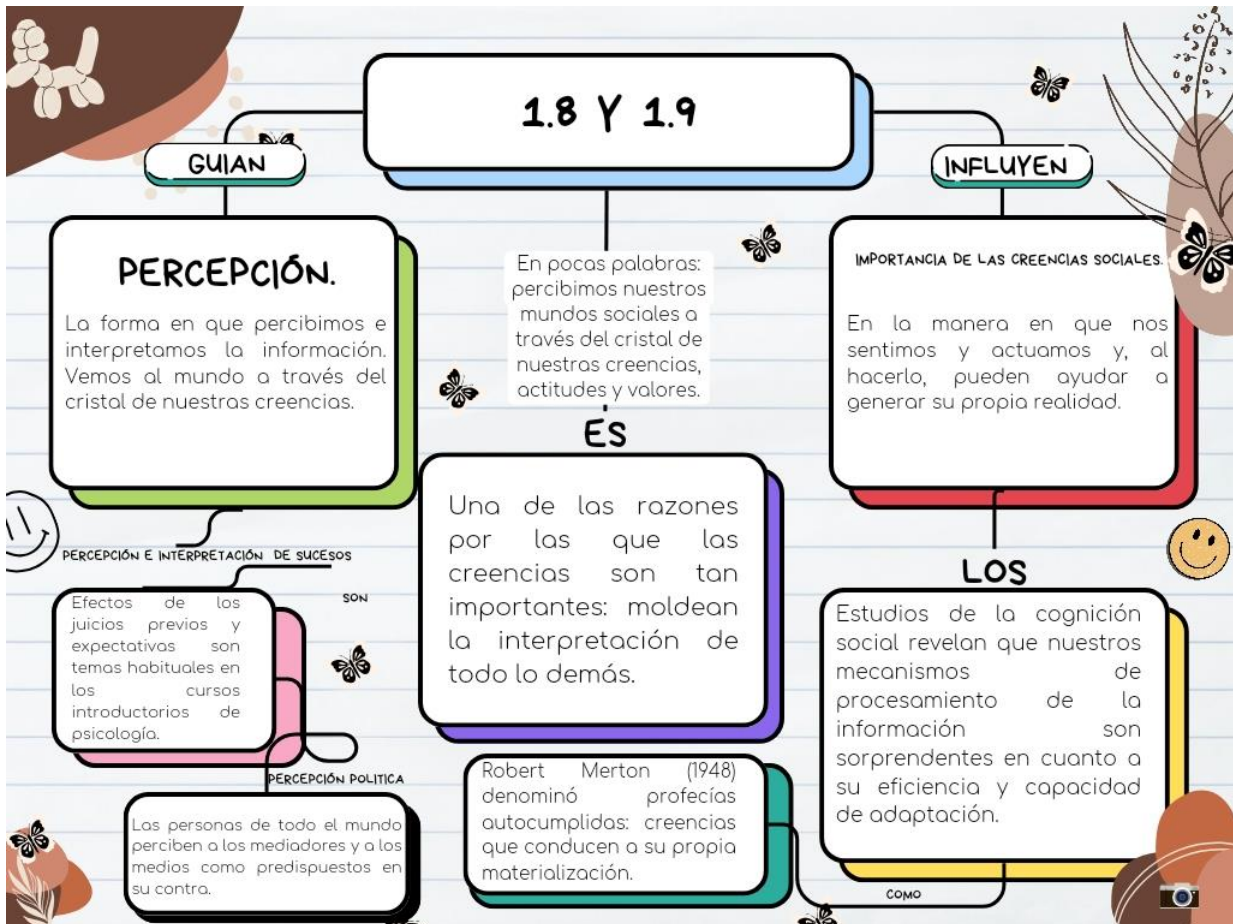 1.8 Y 1.9
GUIAN
INFLUYEN
PERCEPCIÓN.
La forma en que percibimos e
interpretamos la información.
Vemos al mundo a través del
cristal de nuestras creencias.
En pocas palabras:
percibimos nuestros
mundos sociales a
través del cristal de
nuestras creencias,
actitudes y valores.
IMPORTANCIA DE LAS CREENCIAS SOCIALES.
En la manera en que nos
sentimos y actuamos y, al
hacerlo, pueden ayudar a
generar su propia realidad.
ES
Una de las razones
por las que las
creencias son tan
importantes: moldean
la interpretación de
todo lo demás.
PERCEPCIÓN E INTERPRETACIÓN DE SUCESOS
SON
Efectos de los
juicios previos y
expectativas son
temas habituales en
los cursos
introductorios de
psicología.
PERCEPCIÓN POLITICA
Las personas de todo el mundo
perciben a los mediadores y a los
medios como predispuestos en
su contra.
LOS
Estudios de la cognición
social revelan que nuestros
mecanismos de
procesamiento de la
información son
sorprendentes en cuanto a
su eficiencia y capacidad
de adaptación.
COMO
Robert Merton (1948)
denominó profecías
autocumplidas: creencias
que conducen a su propia
materialización.